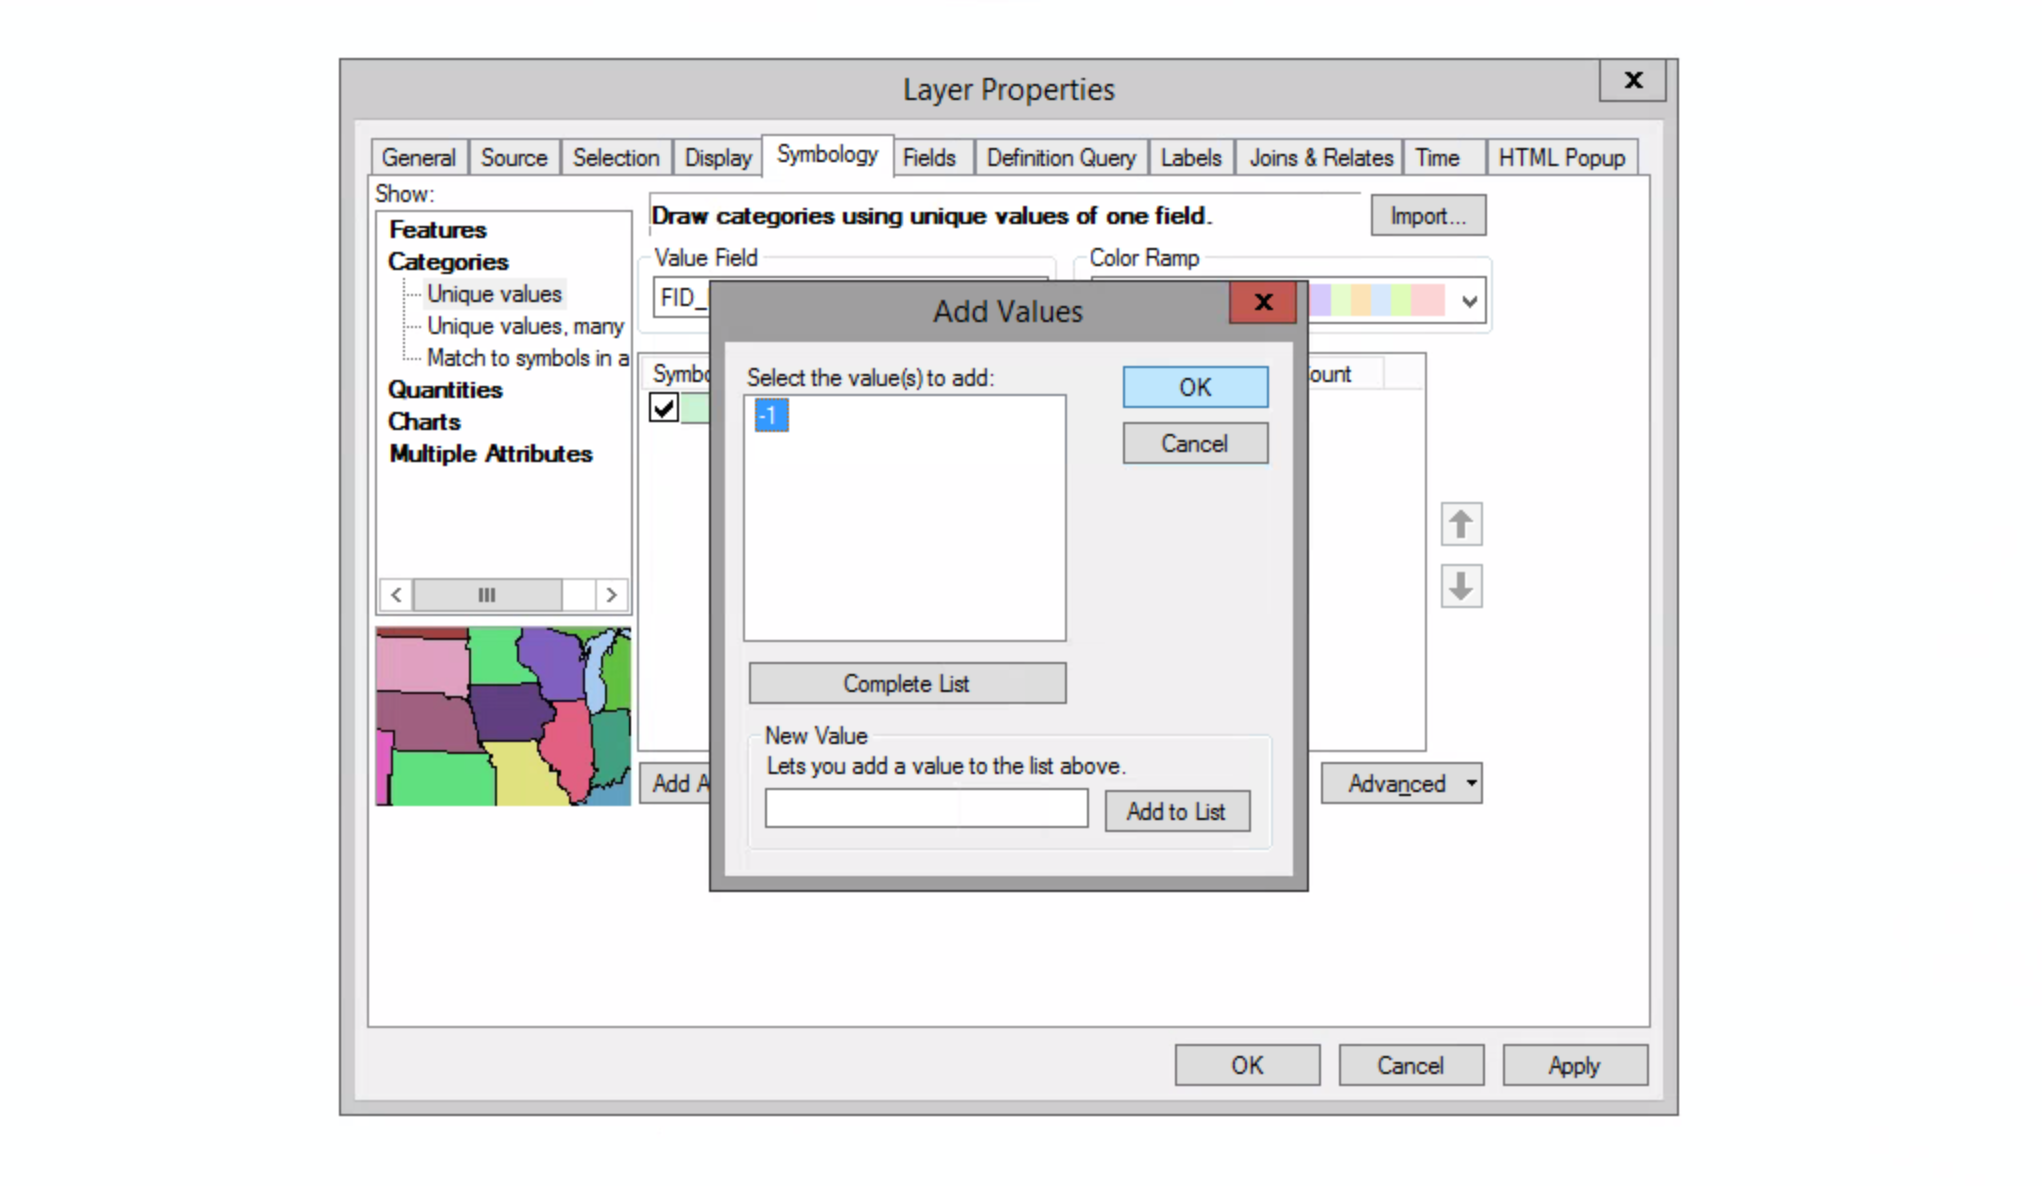 Layer Properties
x
General Source Selection Display Symbology Fields Definition Query Labels Joins & Relates Time HTML Popup
Show:
Features
Categories
Unique values
Unique values, many
Match to symbols in a
Quantities
Charts
Multiple Attributes
Draw categories using unique values of one field.
Import...
Value Field
FID_
Color Ramp
Symbo
ount
Add A
Advanced
Add Values
x
Select the value(s) to add:
-1
OK
Cancel
Complete List
New Value
Lets you add a value to the list above.
Add to List
OK Cancel Apply